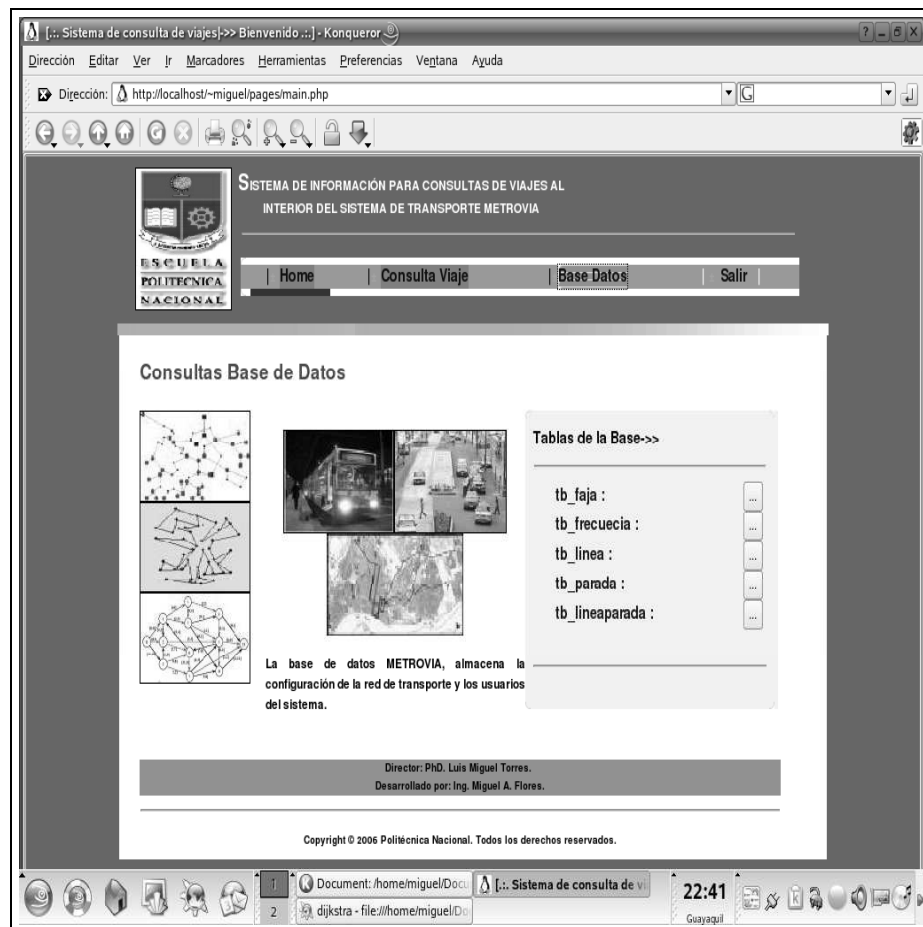 [.:. Sistema de consulta de viajes|->> Bienvenido .:.] - Konqueror
Dirección Editar Ver Ir Marcadores Herramientas Preferencias Ventana Ayuda
Dirección: http://localhost/~miguel/pages/main.php
SISTEMA DE INFORMACIÓN PARA CONSULTAS DE VIAJES AL
INTERIOR DEL SISTEMA DE TRANSPORTE METROVIA
ESCUELA
POLITECNICA
NACIONAL
| Home | Consulta Viaje | Base Datos | Salir |
Consultas Base de Datos
Tablas de la Base->>
tb_faja : ...
tb_frecuecia : ...
tb_linea : ...
tb_parada : ...
tb_lineaparada : ...
La base de datos METROVIA, almacena la
configuración de la red de transporte y los usuarios
del sistema.
Director: PhD. Luis Miguel Torres.
Desarrollado por: Ing. Miguel A. Flores.
Copyright © 2006 Politécnica Nacional. Todos los derechos reservados.
1
2
Document: /home/miguel/Docu
dijkstra - file:///home/miguel/Do
[.:. Sistema de consulta de vi
22:41
Guayaquil